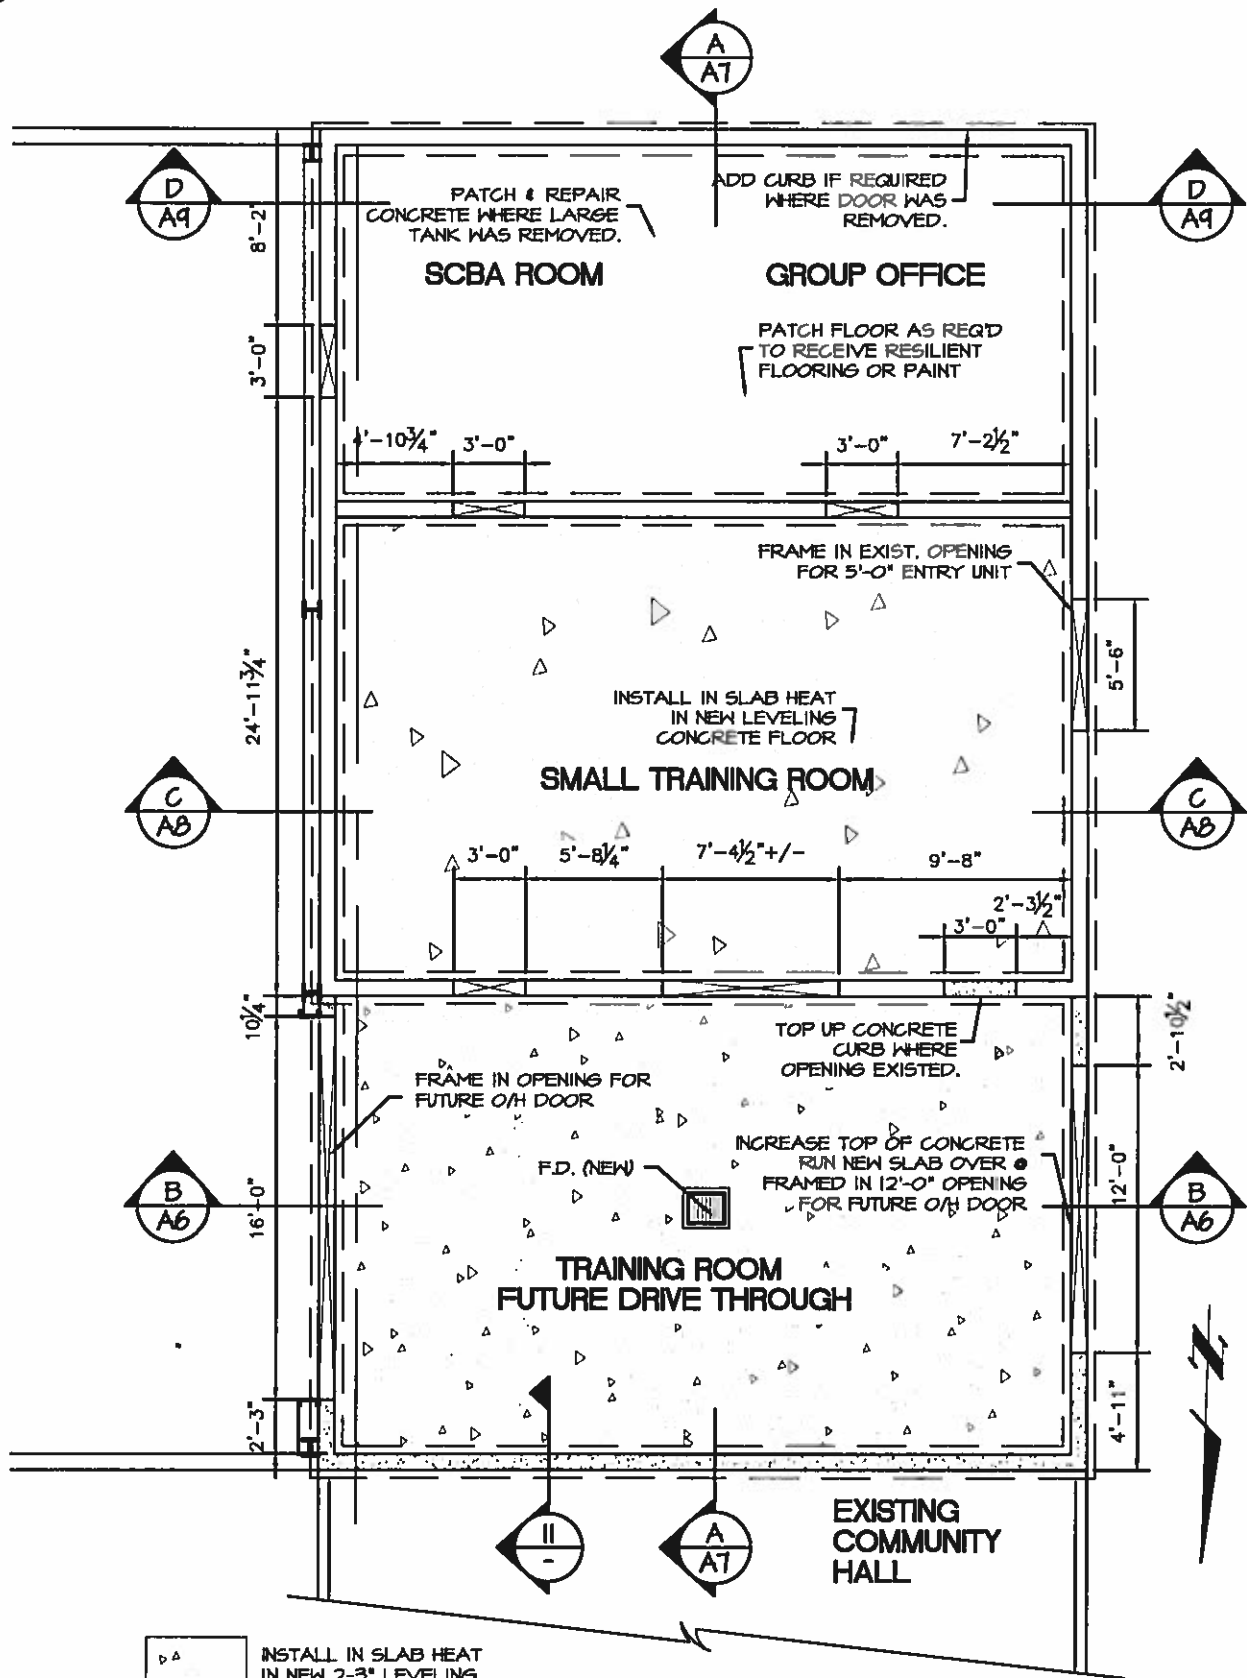 A
A7
D
A9
PATCH & REPAIR
CONCRETE WHERE LARGE
TANK WAS REMOVED.
ADD CURB IF REQUIRED
WHERE DOOR WAS
REMOVED.
D
A9
8'-2"
SCBA ROOM
GROUP OFFICE
3'-0"
PATCH FLOOR AS REQ'D
TO RECEIVE RESILIENT
FLOORING OR PAINT
4'-10¾"
3'-0"
3'-0"
7'-2½"
FRAME IN EXIST. OPENING
FOR 5'-0" ENTRY UNIT
5'-6"
24'-11¾"
INSTALL IN SLAB HEAT
IN NEW LEVELING
CONCRETE FLOOR
SMALL TRAINING ROOM
C
A8
C
A8
3'-0"
5'-8¼"
7'-4½"+/-
9'-8"
2'-3½"
3'-0"
10¼"
2'-10½"
TOP UP CONCRETE
CURB WHERE
OPENING EXISTED.
FRAME IN OPENING FOR
FUTURE O/H DOOR
INCREASE TOP OF CONCRETE
RUN NEW SLAB OVER @
FRAMED IN 12'-0" OPENING
FOR FUTURE O/H DOOR
F.D. (NEW)
B
A6
16'-0"
12'-0"
B
A6
TRAINING ROOM
FUTURE DRIVE THROUGH
2'-3"
4'-11"
N
11
-
A
A7
EXISTING
COMMUNITY
HALL
INSTALL IN SLAB HEAT
IN NEW 2-3" LEVELING